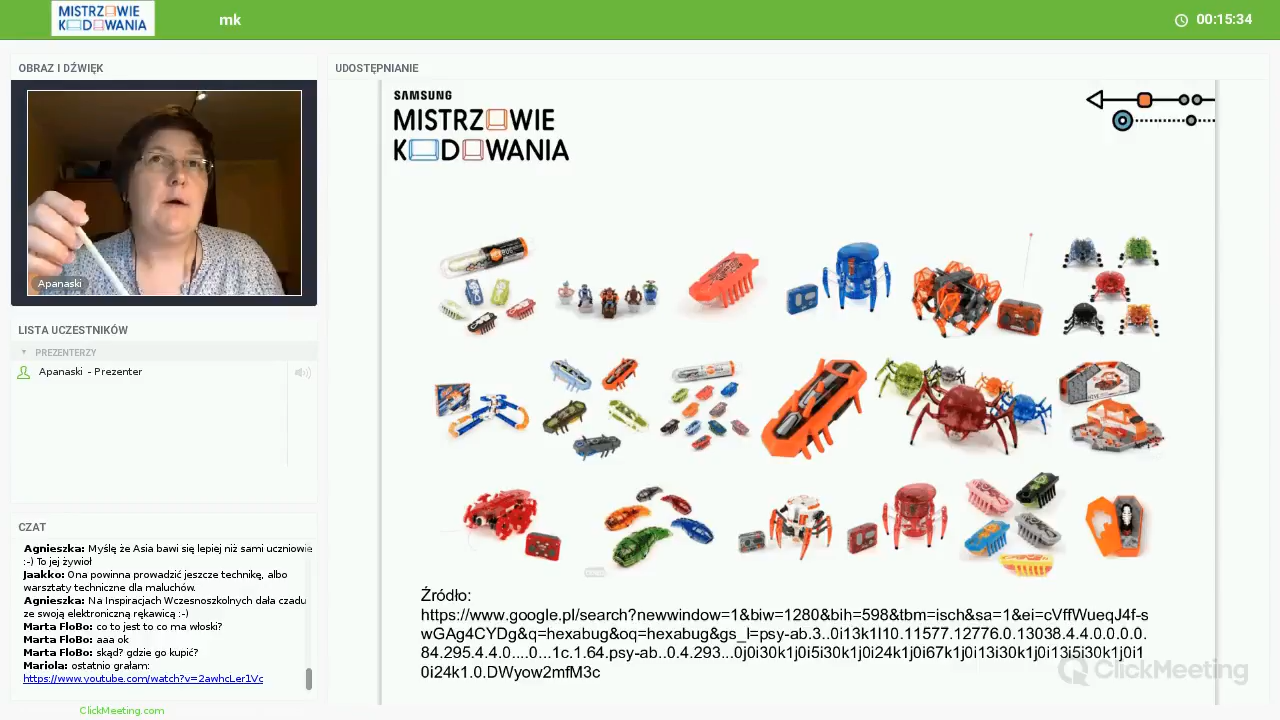 MISTRZOWIE
KODOWANIA
mk
00:15:34
OBRAZ I DŹWIĘK
Apanaski
LISTA UCZESTNIKÓW
PREZENTERZY
Apanaski - Prezenter
CZAT
Agnieszka: Myślę że Asia bawi się lepiej niż sami uczniowie
:-) To jej żywioł
Jaakko: Ona powinna prowadzić jeszcze technikę, albo
warsztaty techniczne dla maluchów.
Agnieszka: Na Inspiracjach Wczesnoszkolnych dała czadu
ze swoją elektroniczną rękawicą :-)
Marta FloBo: co to jest to co ma włoski?
Marta FloBo: aaa ok
Marta FloBo: skąd? gdzie go kupić?
Mariola: ostatnio grałam:
https://www.youtube.com/watch?v=2awhcLer1Vc
ClickMeeting.com
UDOSTĘPNIANIE
SAMSUNG
MISTRZOWIE
KODOWANIA
Źródło:
https://www.google.pl/search?newwindow=1&biw=1280&bih=598&tbm=isch&sa=1&ei=cVffWueqJ4f-s
wGAg4CYDg&q=hexabug&oq=hexabug&gs_l=psy-ab.3..0i13k1l10.11577.12776.0.13038.4.4.0.0.0.0.
84.295.4.4.0....0...1c.1.64.psy-ab..0.4.293...0j0i30k1j0i5i30k1j0i24k1j0i67k1j0i13i30k1j0i13i5i30k1j0i1
0i24k1.0.DWyow2mfM3c
ClickMeeting